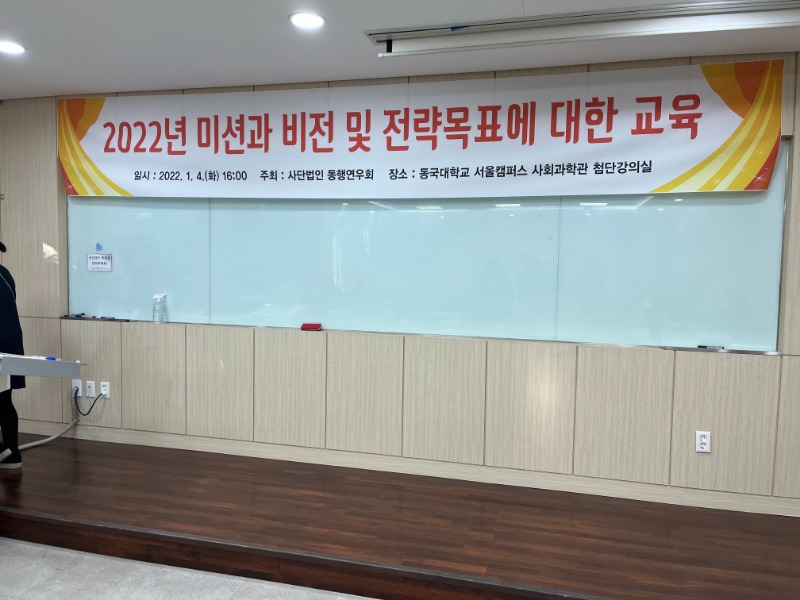 2022년 미션과 비전 및 전략목표에 대한 교육
일시 : 2022. 1. 4.(화) 16:00 주최 : 사단법인 동행연우회 장소 : 동국대학교 서울캠퍼스 사회과학관 첨단강의실